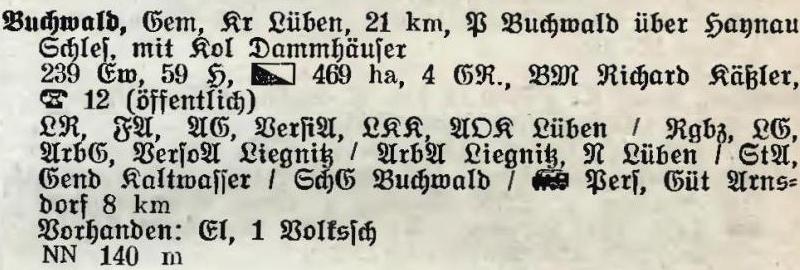 Buchwald, Gem, Kr Lüben, 21 km, P Buchwald über Haynau
Schles, mit Kol Dammhäuser
239 Ew, 59 H, 469 ha, 4 GR., BM Richard Käßler,
☎ 12 (öffentlich)
LR, FA, AG, VersiA, LKK, AOK Lüben / Rgbz, LG,
ArbG, VersoA Liegnitz / ArbA Liegnitz, N Lüben / StA,
Gend Kaltwasser / SchG Buchwald / Pers, Güt Arns=
dorf 8 km
Vorhanden: El, 1 Volkssch
NN 140 m